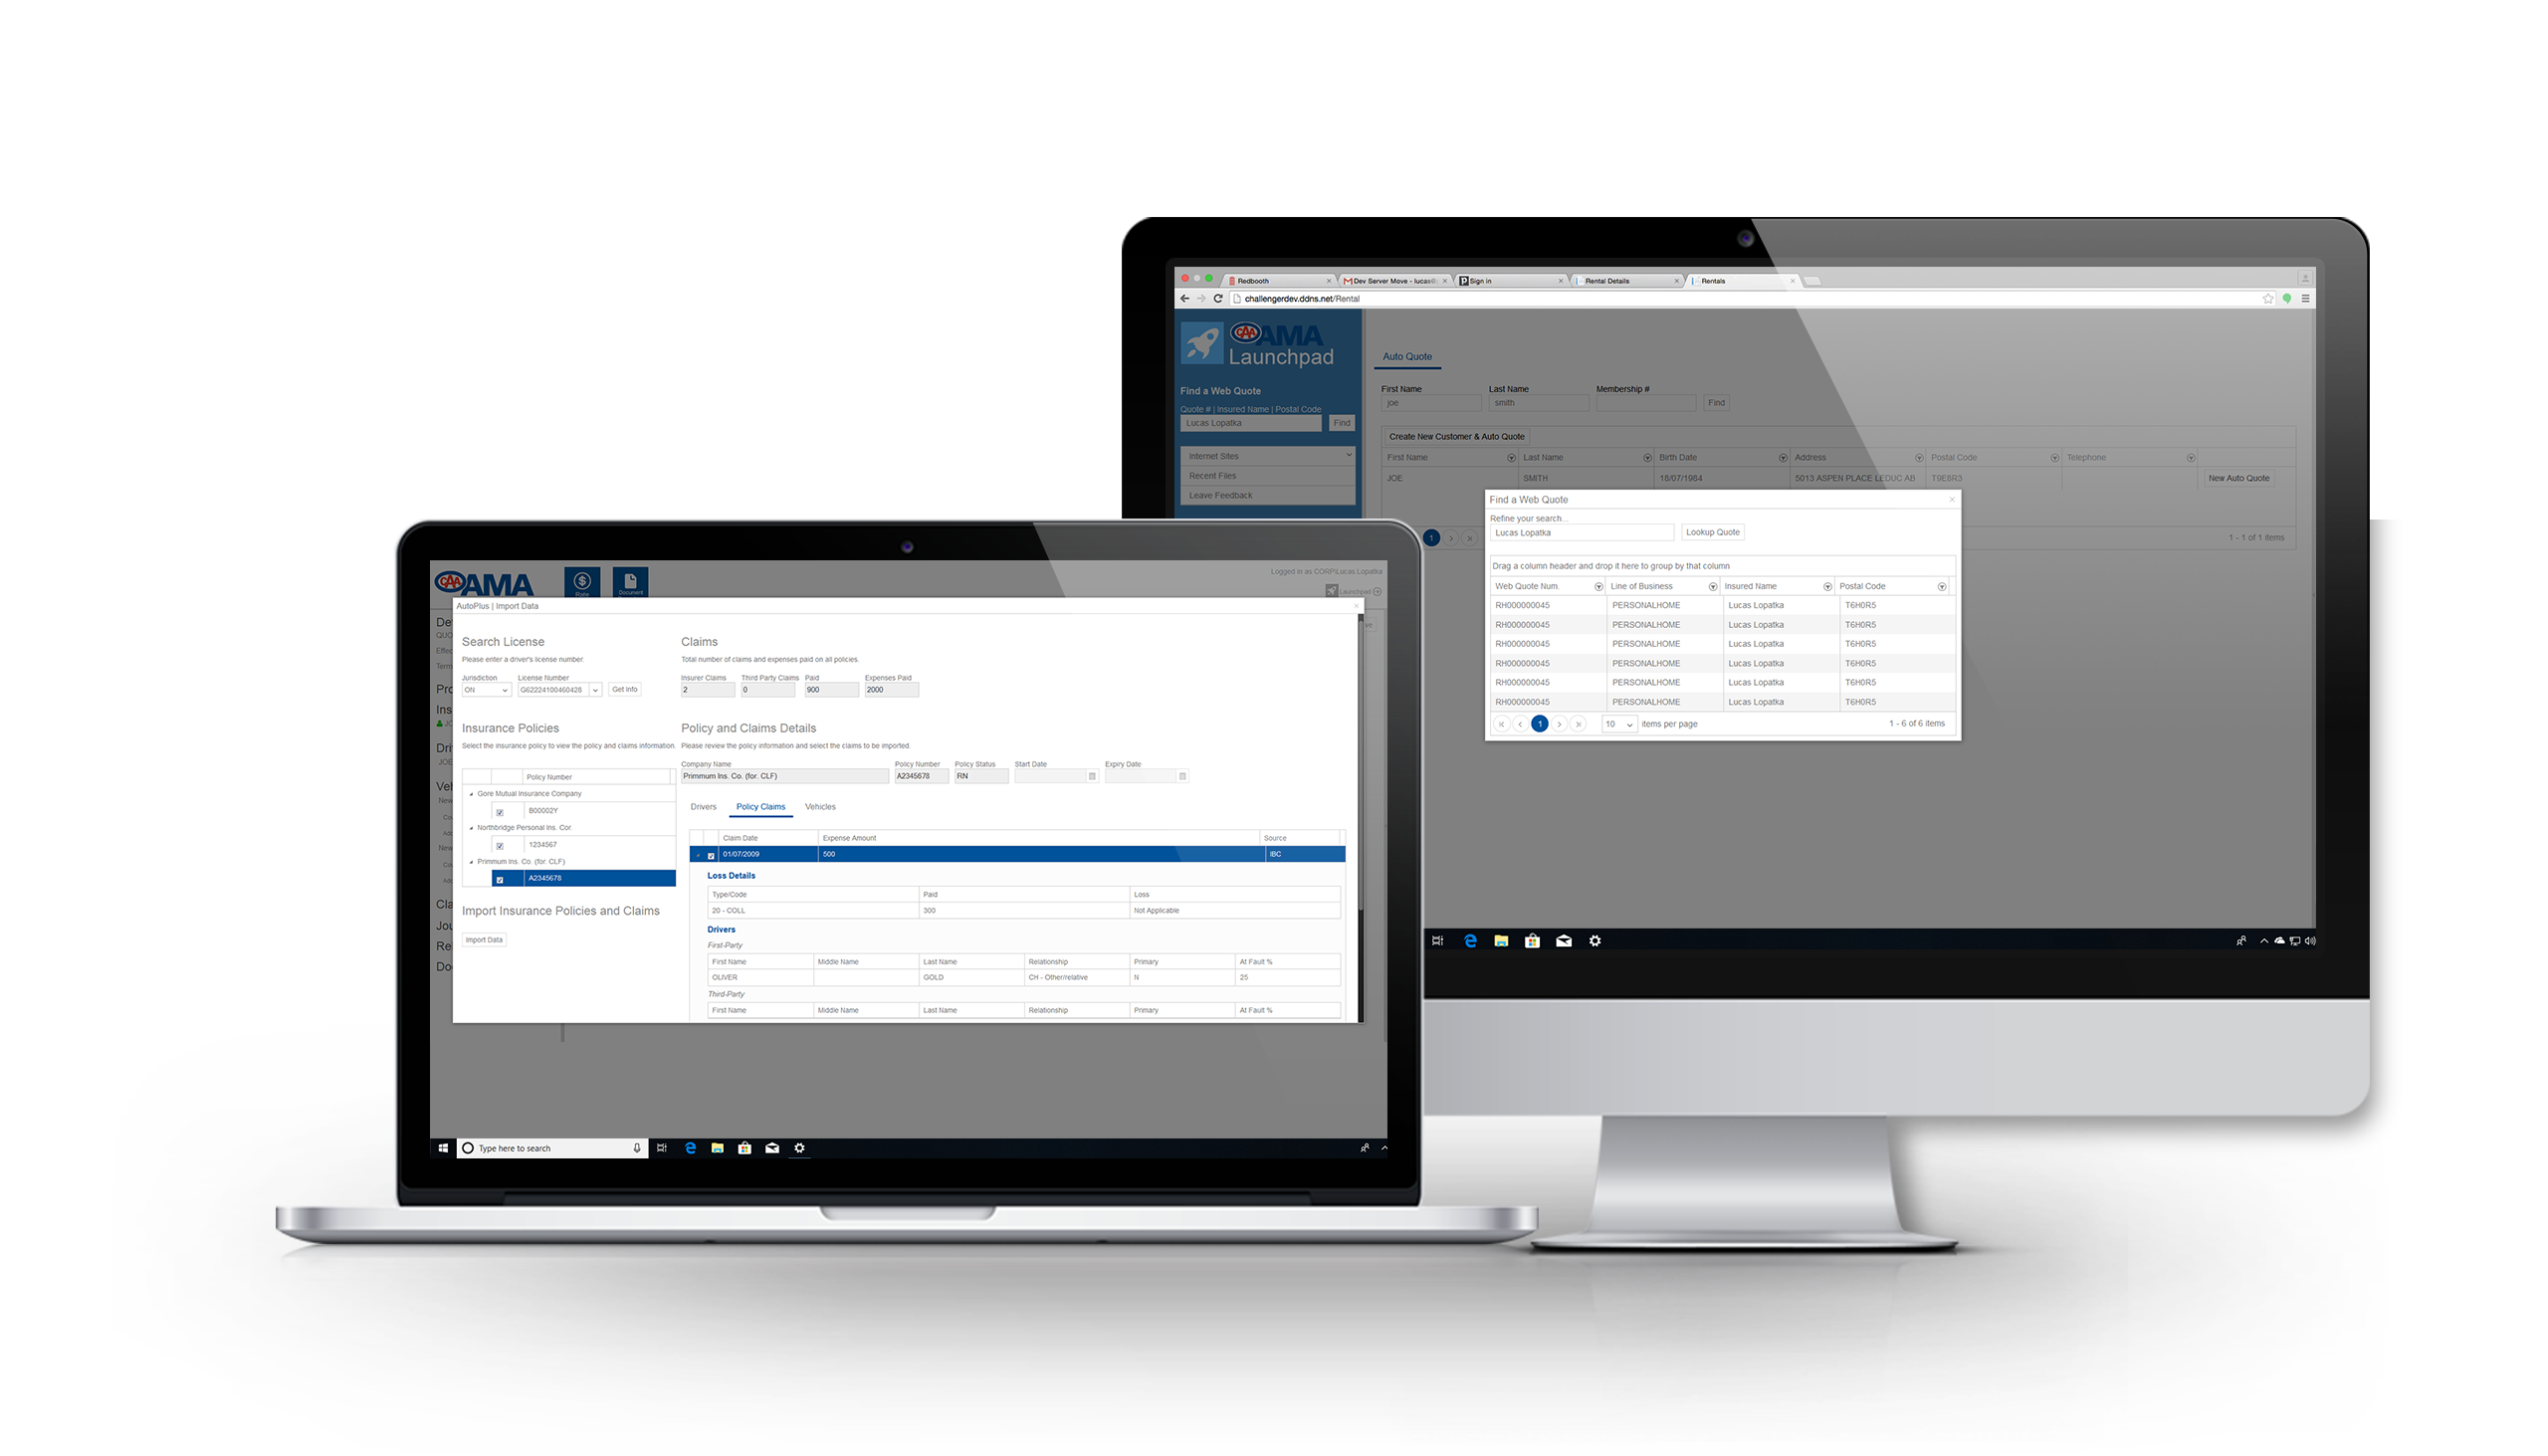 Redbooth
Dev Server Move - lucas@
Sign in
Rental Details
Rentals
challengerdev.ddns.net/Rental
CAA AMA
Launchpad
Find a Web Quote
Quote # | Insured Name | Postal Code
Lucas Lopatka Find
Internet Sites
Recent Files
Leave Feedback
Auto Quote
First Name Last Name Membership #
joe smith Find
Create New Customer & Auto Quote
First Name Last Name Birth Date Address Postal Code Telephone
JOE SMITH 18/07/1984 5013 ASPEN PLACE LEDUC AB T9E8R3 New Auto Quote
1 1 - 1 of 1 items
Find a Web Quote
Refine your search...
Lucas Lopatka Lookup Quote
Drag a column header and drop it here to group by that column
Web Quote Num. Line of Business Insured Name Postal Code
RH000000045 PERSONALHOME Lucas Lopatka T6H0R5
RH000000045 PERSONALHOME Lucas Lopatka T6H0R5
RH000000045 PERSONALHOME Lucas Lopatka T6H0R5
RH000000045 PERSONALHOME Lucas Lopatka T6H0R5
RH000000045 PERSONALHOME Lucas Lopatka T6H0R5
RH000000045 PERSONALHOME Lucas Lopatka T6H0R5
1 10 items per page 1 - 6 of 6 items
CAA AMA
Rate Document
Logged in as CORP\Lucas.Lopatka
Launchpad
AutoPlus | Import Data
Search License
Please enter a driver's license number.
Jurisdiction License Number
ON G62224100460428 Get Info
Claims
Total number of claims and expenses paid on all policies.
Insurer Claims Third Party Claims Paid Expenses Paid
2 0 900 2000
Insurance Policies
Select the insurance policy to view the policy and claims information.
Policy Number
Gore Mutual Insurance Company
B00002Y
Northbridge Personal Ins. Cor.
1234567
Primmum Ins. Co. (for. CLF)
A2345678
Import Insurance Policies and Claims
Import Data
Policy and Claims Details
Please review the policy information and select the claims to be imported.
Company Name Policy Number Policy Status Start Date Expiry Date
Primmum Ins. Co. (for. CLF) A2345678 RN
Drivers Policy Claims Vehicles
Claim Date Expense Amount Source
01/07/2009 500 IBC
Loss Details
Type/Code Paid Loss
20 - COLL 300 Not Applicable
Drivers
First-Party
First Name Middle Name Last Name Relationship Primary At Fault %
OLIVER GOLD CH - Other/relative N 25
Third-Party
First Name Middle Name Last Name Relationship Primary At Fault %
Type here to search